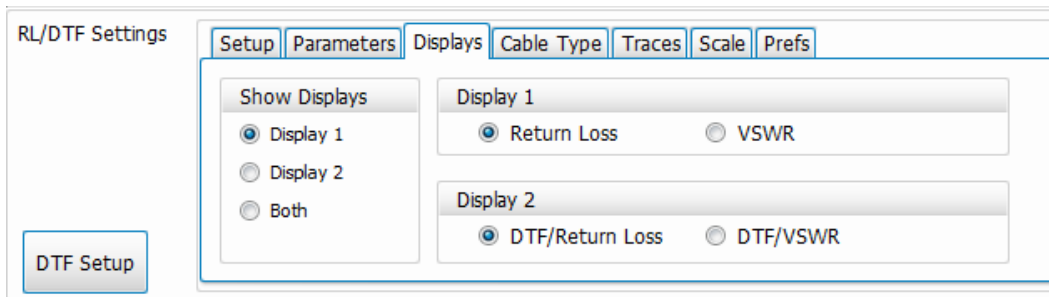 RL/DTF Settings
Setup Parameters Displays Cable Type Traces Scale Prefs
Show Displays
Display 1
Display 2
Both
Display 1
Return Loss VSWR
Display 2
DTF/Return Loss DTF/VSWR
DTF Setup